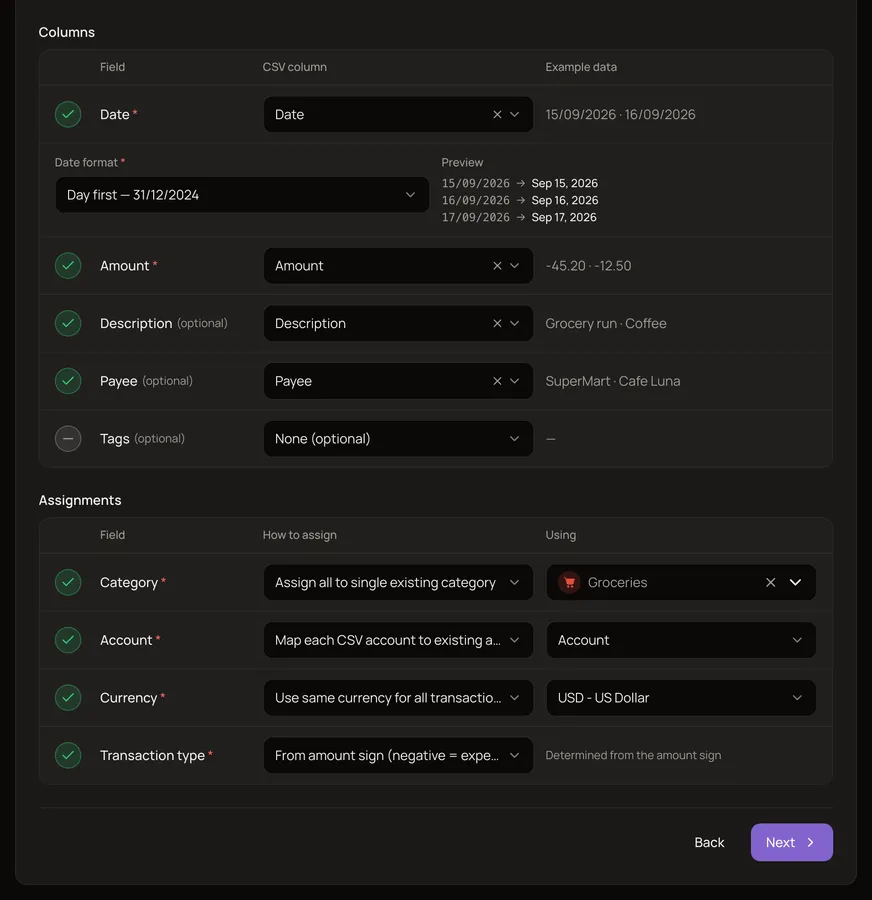 Columns
Field CSV column Example data
Date * Date 15/09/2026 · 16/09/2026
Date format * Preview
Day first — 31/12/2024
15/09/2026 → Sep 15, 2026
16/09/2026 → Sep 16, 2026
17/09/2026 → Sep 17, 2026
Amount * Amount -45.20 · -12.50
Description (optional) Description Grocery run · Coffee
Payee (optional) Payee SuperMart · Cafe Luna
Tags (optional) None (optional) —
Assignments
Field How to assign Using
Category * Assign all to single existing category Groceries
Account * Map each CSV account to existing a... Account
Currency * Use same currency for all transactio... USD - US Dollar
Transaction type * From amount sign (negative = expe... Determined from the amount sign
Back Next